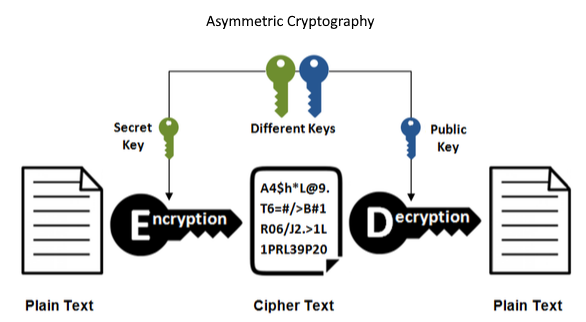 Asymmetric Cryptography
Secret
Key
Different Keys
Public
Key
Encryption
A4$h*L@9.
T6=#/>B#1
R06/J2.>1L
1PRL39P20
Decryption
Plain Text
Cipher Text
Plain Text